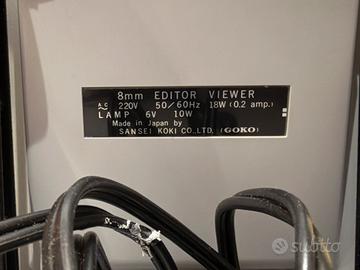 8mm EDITOR VIEWER
AC 220V 50/60Hz 18W (0.2 amp.)
LAMP 6V 10W
Made in Japan by
SANSEI KOKI CO.,LTD. (GOKO)
subito